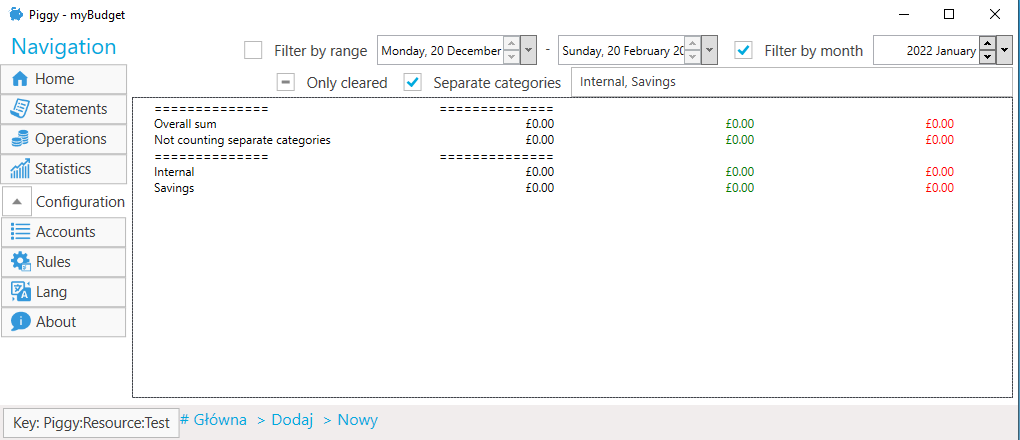 Piggy - myBudget
Navigation
Filter by range
Monday, 20 December
-
Sunday, 20 February 20
Filter by month
2022 January
Home
Only cleared
Separate categories
Internal, Savings
Statements
Operations
Statistics
Configuration
Accounts
Rules
Lang
About
============== ==============
Overall sum £0.00 £0.00 £0.00
Not counting separate categories £0.00 £0.00 £0.00
============== ==============
Internal £0.00 £0.00 £0.00
Savings £0.00 £0.00 £0.00
Key: Piggy:Resource:Test
# Główna > Dodaj > Nowy